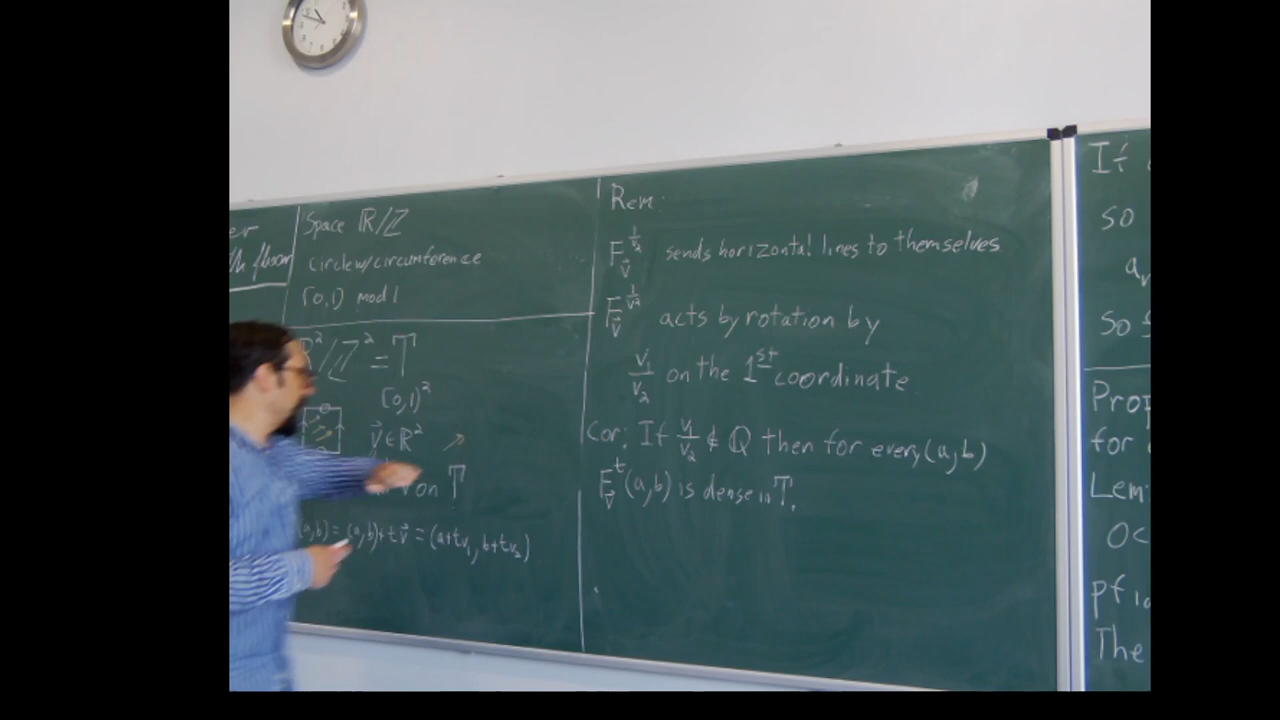 er
Space ℝ/ℤ
circle w/circumference
[0,1) mod 1
ℝ²/ℤ² = 𝕋
[0,1)²
v⃗ ∈ ℝ²
on 𝕋
(a,b) = (a,b)+t v⃗ = (a+tv₁, b+tv₂)
Rem:
F_v⃗^{1/v₂} sends horizontal lines to themselves
F_v⃗^{1/v₂} acts by rotation by
v₁/v₂ on the 1st coordinate
Cor: If v₁/v₂ ∉ ℚ then for every (a,b)
F_v⃗^t (a,b) is dense in 𝕋.
If
so
so
Prop
for
Lem:
0<
pf
The